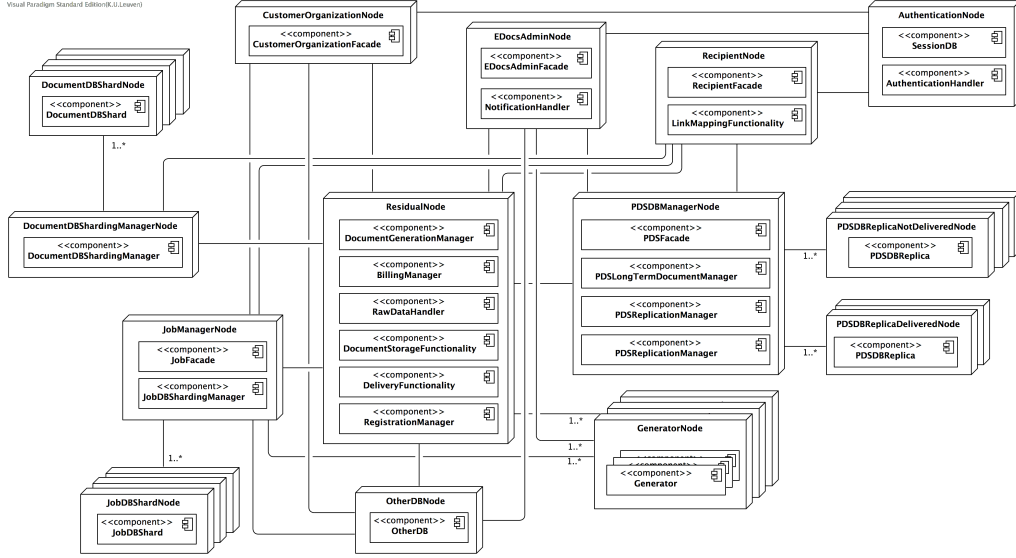 Visual Paradigm Standard Edition(K.U.Leuven)
CustomerOrganizationNode
<<component>>
CustomerOrganizationFacade
EDocsAdminNode
<<component>>
EDocsAdminFacade
<<component>>
NotificationHandler
AuthenticationNode
<<component>>
SessionDB
<<component>>
AuthenticationHandler
RecipientNode
<<component>>
RecipientFacade
<<component>>
LinkMappingFunctionality
DocumentDBShardNode
<<component>>
DocumentDBShard
1..*
DocumentDBShardingManagerNode
<<component>>
DocumentDBShardingManager
ResidualNode
<<component>>
DocumentGenerationManager
<<component>>
BillingManager
<<component>>
RawDataHandler
<<component>>
DocumentStorageFunctionality
<<component>>
DeliveryFunctionality
<<component>>
RegistrationManager
PDSDBManagerNode
<<component>>
PDSFacade
<<component>>
PDSLongTermDocumentManager
<<component>>
PDSReplicationManager
<<component>>
PDSReplicationManager
1..*
PDSDBReplicaNotDeliveredNode
<<component>>
PDSDBReplica
1..*
PDSDBReplicaDeliveredNode
<<component>>
PDSDBReplica
JobManagerNode
<<component>>
JobFacade
<<component>>
JobDBShardingManager
1..*
JobDBShardNode
<<component>>
JobDBShard
OtherDBNode
<<component>>
OtherDB
1..*
1..*
1..*
GeneratorNode
<<component>>
Generator